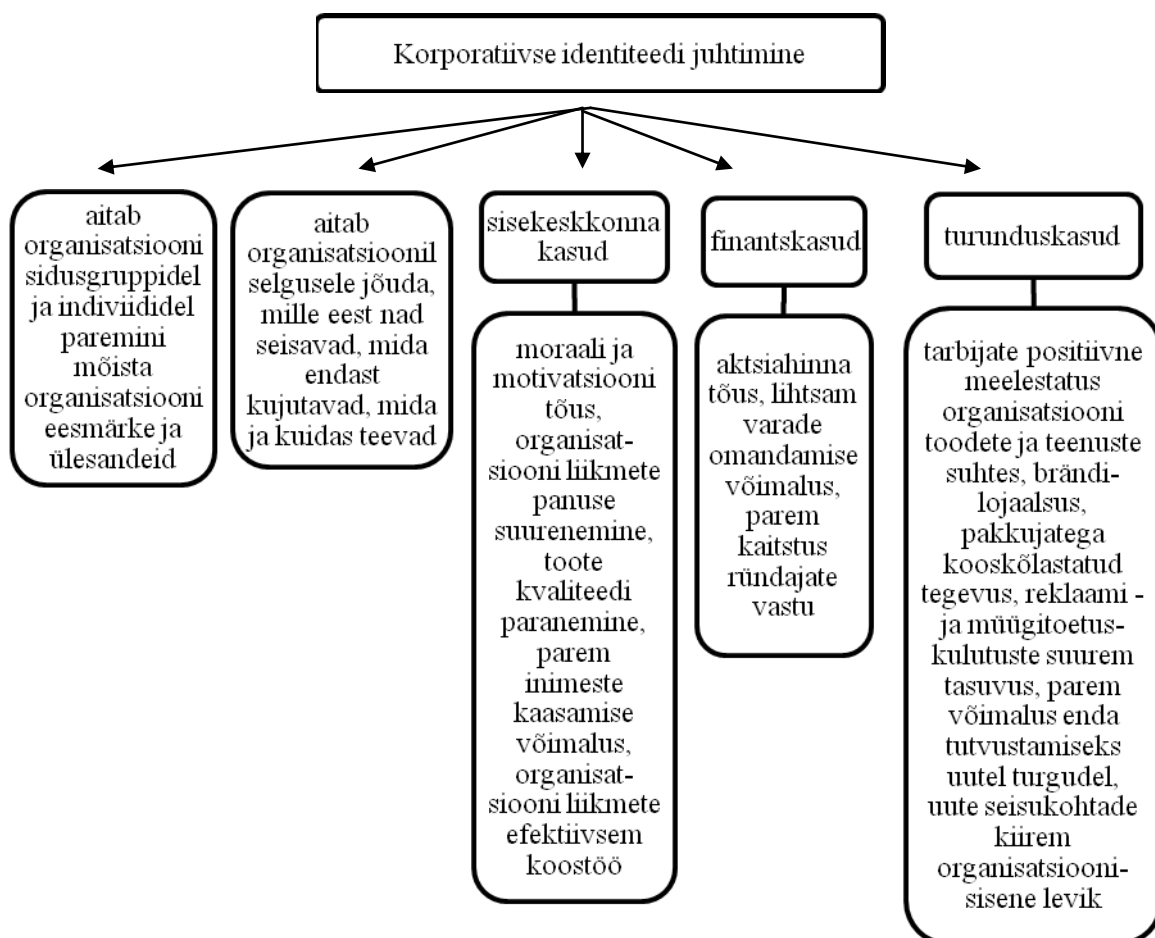 Korporatiivse identiteedi juhtimine
aitab
organisatsiooni
sidusgruppidel
ja indiviididel
paremini
mõista
organisatsiooni
eesmärke ja
ülesandeid
aitab
organisatsioonil
selgusele jõuda,
mille eest nad
seisavad, mida
endast
kujutavad, mida
ja kuidas teevad
sisekeskkonna
kasud
moraali ja
motivatsiooni
tõus,
organisat-
siooni liikmete
panuse
suurenemine,
toote
kvaliteedi
paranemine,
parem
inimeste
kaasamise
võimalus,
organisat-
siooni liikmete
efektiivsem
koostöö
finantskasud
aktsiahinna
tõus, lihtsam
varade
omandamise
võimalus,
parem
kaitstus
ründajate
vastu
turunduskasud
tarbijate positiivne
meelestatus
organisatsiooni
toodete ja teenuste
suhtes, brändi-
lojaalsus,
pakkujatega
kooskõlastatud
tegevus, reklaami -
ja müügitoetus-
kulutuste suurem
tasuvus, parem
võimalus enda
tutvustamiseks
uutel turgudel,
uute seisukohtade
kiirem
organisatsiooni-
sisene levik